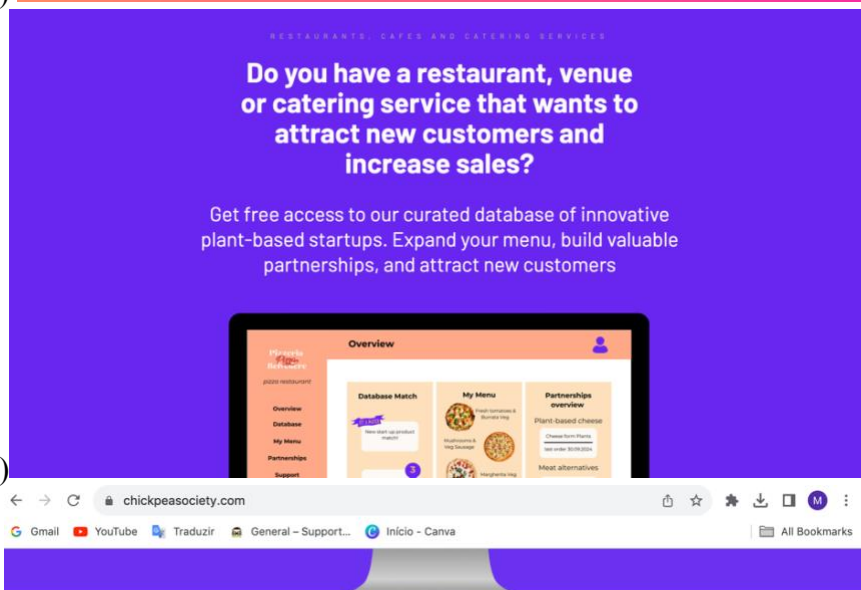 )
RESTAURANTS, CAFES AND CATERING SERVICES
Do you have a restaurant, venue
or catering service that wants to
attract new customers and
increase sales?
Get free access to our curated database of innovative
plant-based startups. Expand your menu, build valuable
partnerships, and attract new customers
Overview
Pizzeria
Pizza
Belvedere
pizza restaurant
Overview
Database
My Menu
Partnerships
Support
Database Match
New start up product
match!
3
My Menu
Fresh tomatoes &
Burrata Veg
Mushrooms &
Veg Sausage
Margherita Veg
Partnerships
overview
Plant-based cheese
Cheese form Plants
last order 30.09.2024
Meat alternatives
)
chickpeasociety.com
M
G Gmail
YouTube
Traduzir
General – Support...
C Início - Canva
All Bookmarks